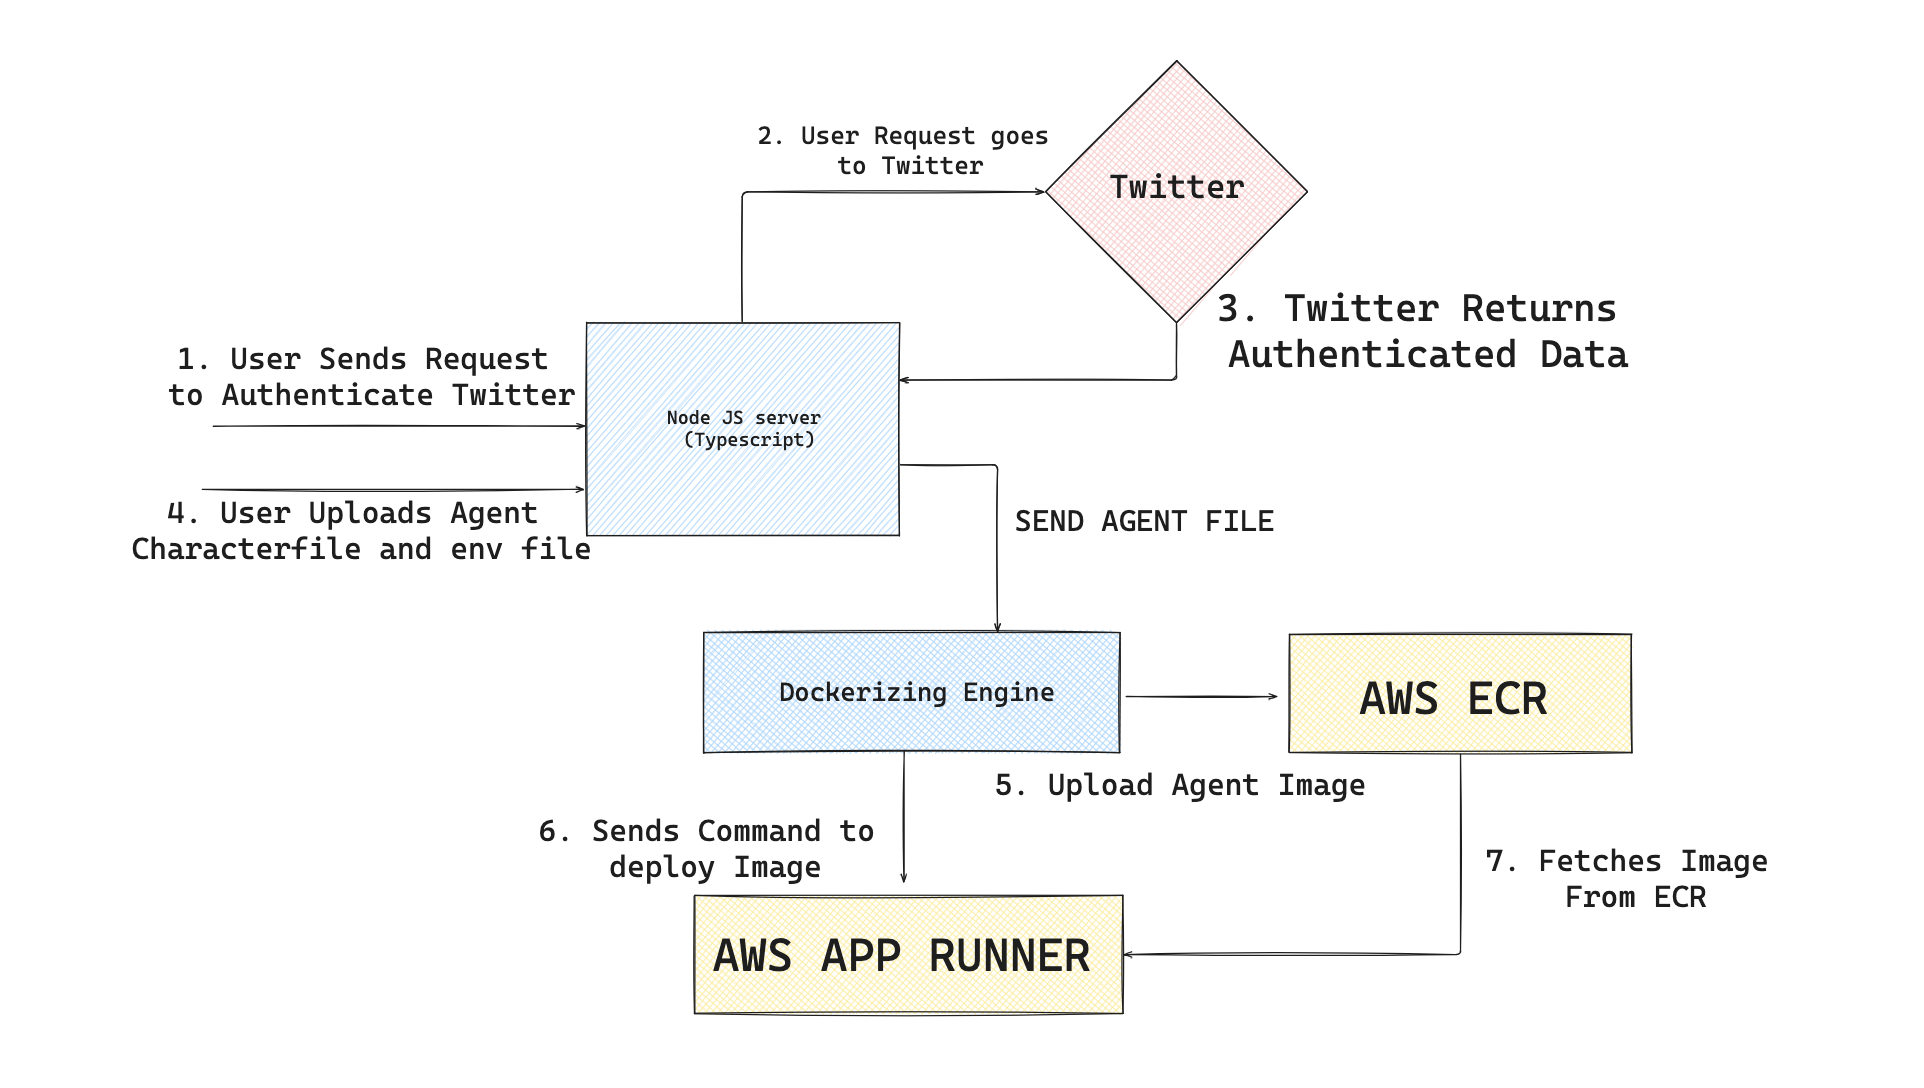 2. User Request goes
to Twitter
Twitter
3. Twitter Returns
Authenticated Data
1. User Sends Request
to Authenticate Twitter
Node JS server
(Typescript)
4. User Uploads Agent
Characterfile and env file
SEND AGENT FILE
Dockerizing Engine
AWS ECR
5. Upload Agent Image
6. Sends Command to
deploy Image
7. Fetches Image
From ECR
AWS APP RUNNER